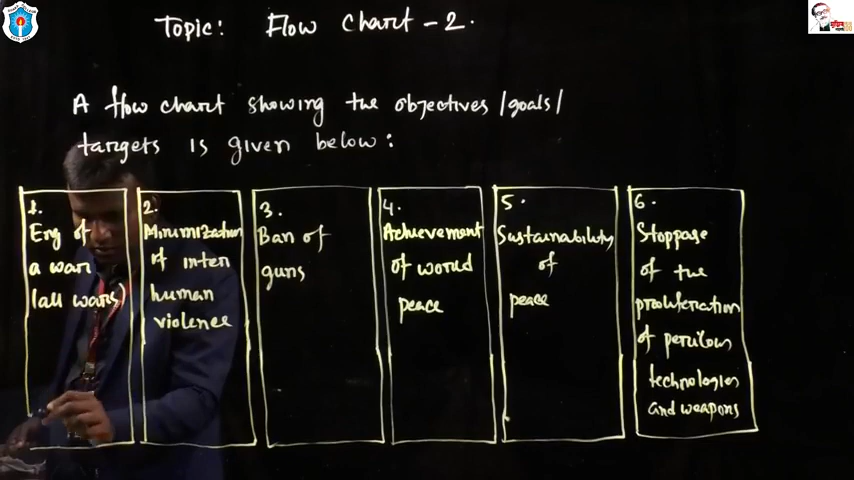 Topic: Flow Chart - 2.
A flow chart showing the objectives/goals/
targets is given below:
1.
Eng of
a war
(all wars)
2.
Minimization
of inter
human
violence
3.
Ban of
guns
4.
Achievement
of world
peace
5.
Sustainability
of
peace
6.
Stoppage
of the
proliferation
of perilous
technologies
and weapons